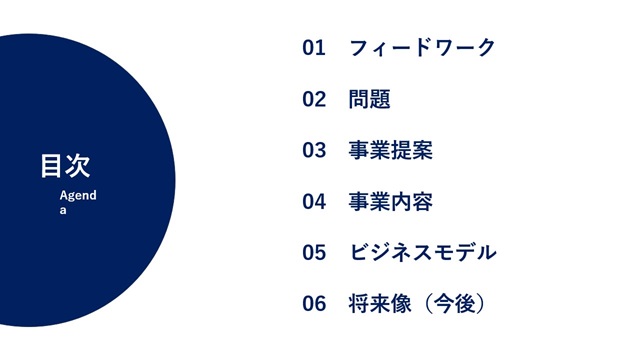 目次
Agend
a
01 フィードワーク
02 問題
03 事業提案
04 事業内容
05 ビジネスモデル
06 将来像（今後）